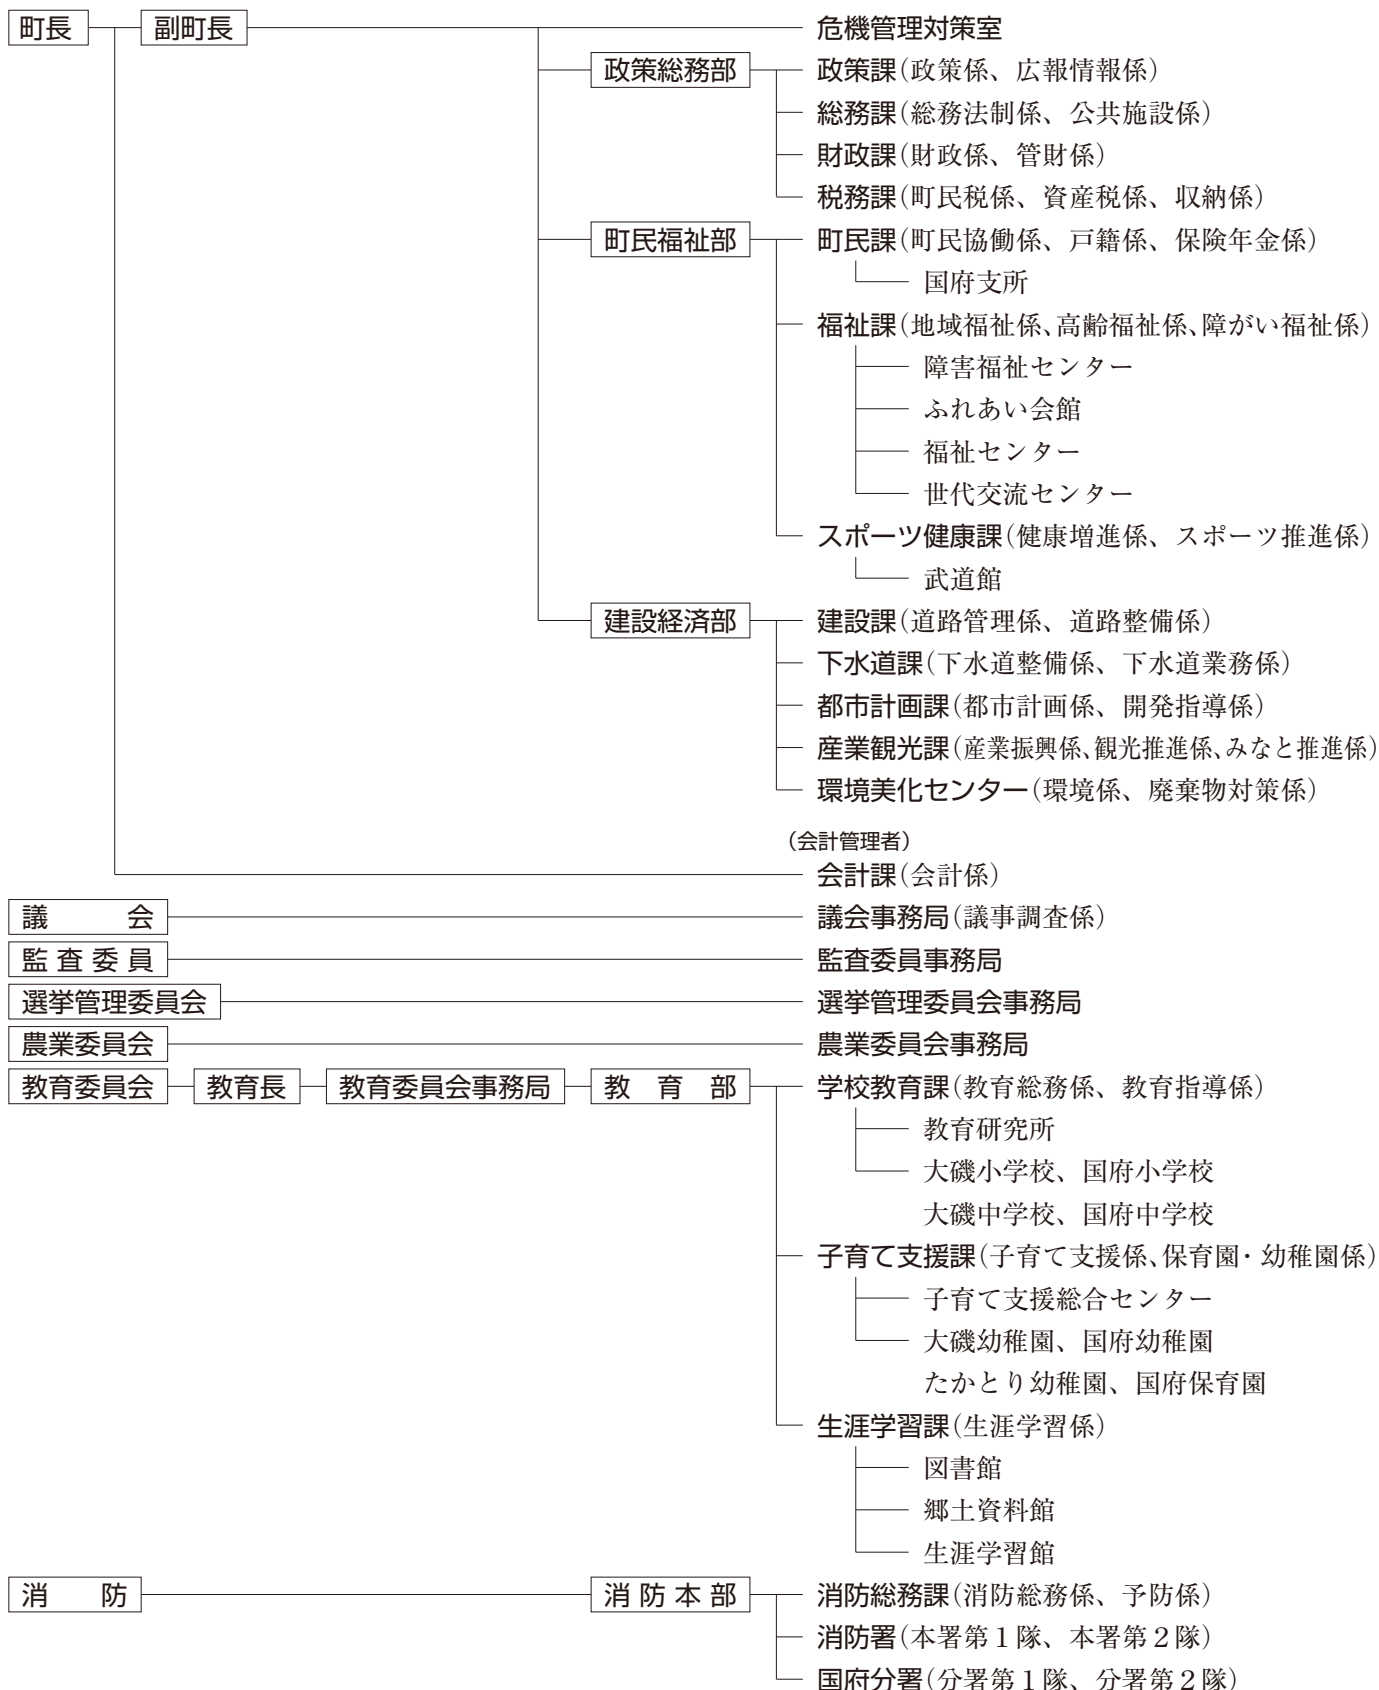 町長 副町長 危機管理対策室
政策総務部 政策課(政策係、広報情報係)
総務課(総務法制係、公共施設係)
財政課(財政係、管財係)
税務課(町民税係、資産税係、収納係)
町民福祉部 町民課(町民協働係、戸籍係、保険年金係)
国府支所
福祉課(地域福祉係、高齢福祉係、障がい福祉係)
障害福祉センター
ふれあい会館
福祉センター
世代交流センター
スポーツ健康課(健康増進係、スポーツ推進係)
武道館
建設経済部 建設課(道路管理係、道路整備係)
下水道課(下水道整備係、下水道業務係)
都市計画課(都市計画係、開発指導係)
産業観光課(産業振興係、観光推進係、みなと推進係)
環境美化センター(環境係、廃棄物対策係)
(会計管理者)
会計課(会計係)
議会 議会事務局(議事調査係)
監査委員 監査委員事務局
選挙管理委員会 選挙管理委員会事務局
農業委員会 農業委員会事務局
教育委員会 教育長 教育委員会事務局 教育部 学校教育課(教育総務係、教育指導係)
教育研究所
大磯小学校、国府小学校
大磯中学校、国府中学校
子育て支援課(子育て支援係、保育園・幼稚園係)
子育て支援総合センター
大磯幼稚園、国府幼稚園
たかとり幼稚園、国府保育園
生涯学習課(生涯学習係)
図書館
郷土資料館
生涯学習館
消防 消防本部 消防総務課(消防総務係、予防係)
消防署(本署第1隊、本署第2隊)
国府分署(分署第1隊、分署第2隊)